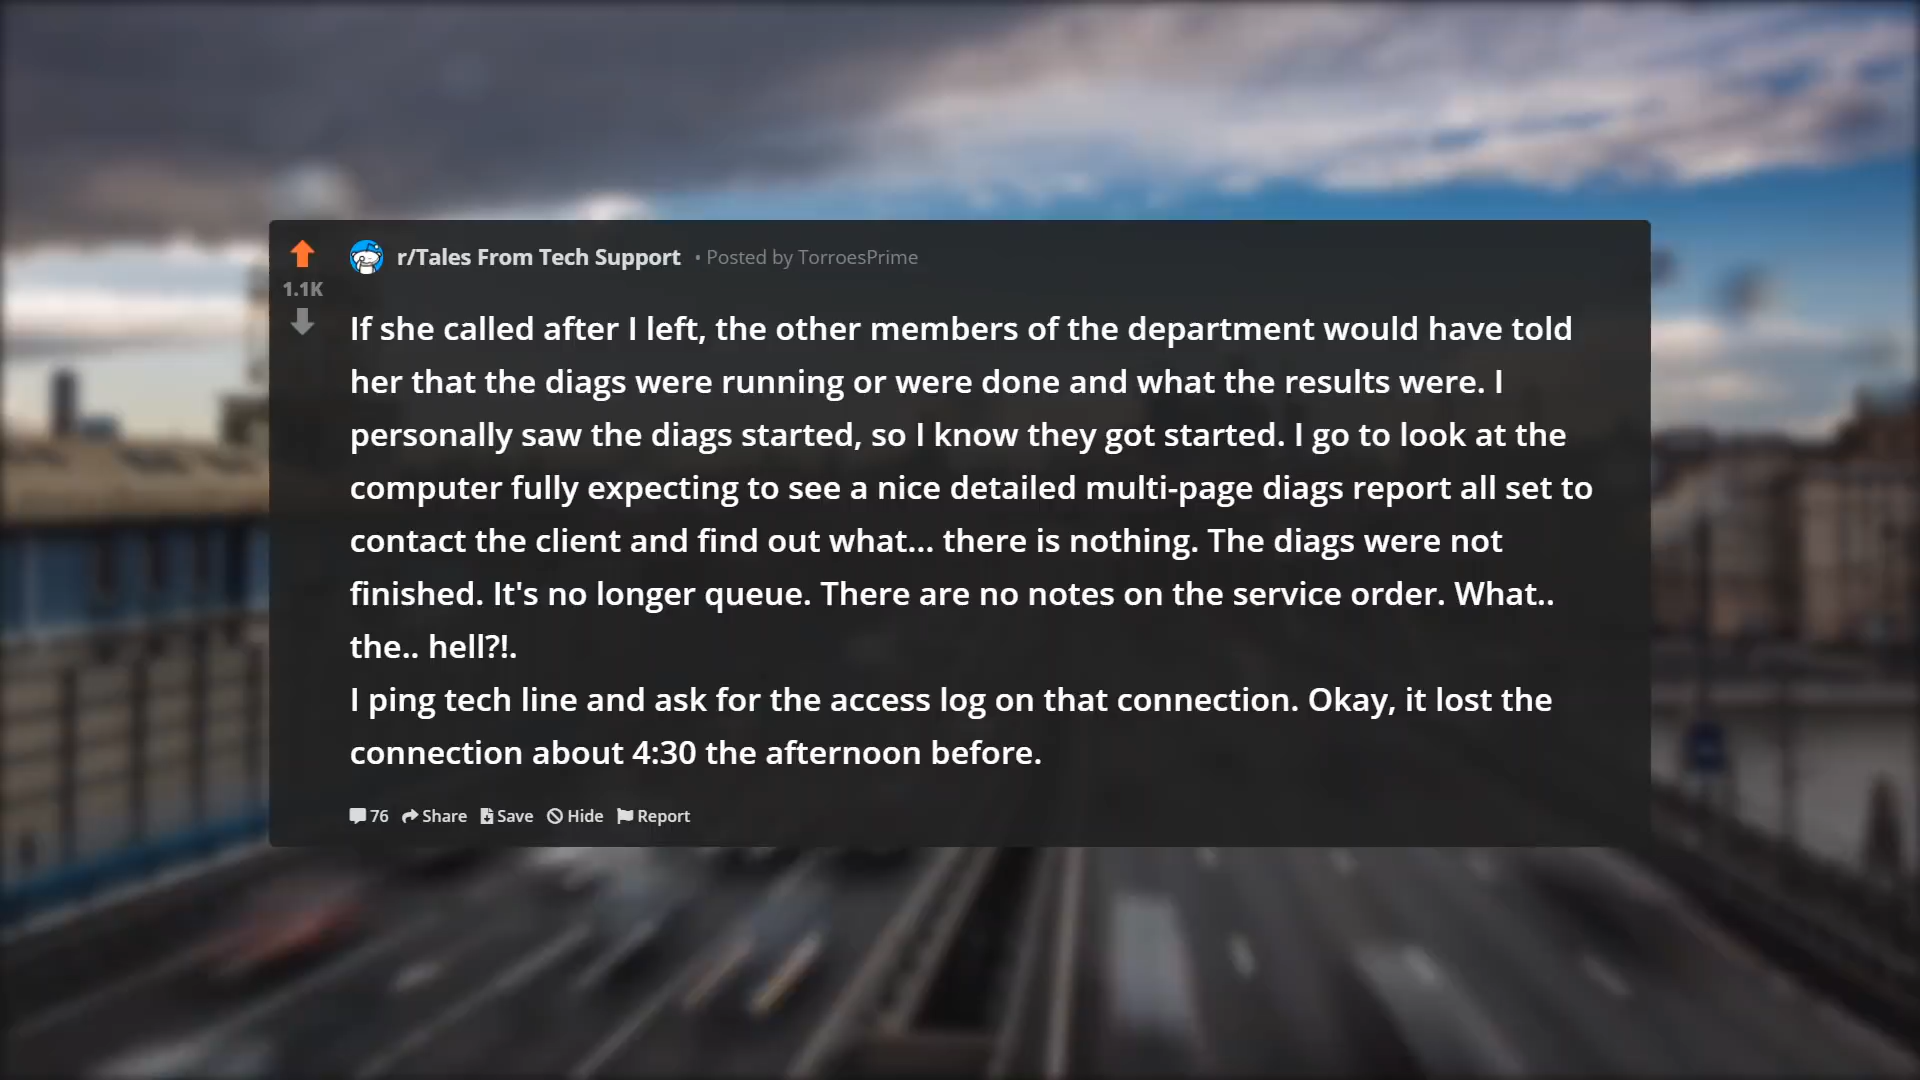 r/Tales From Tech Support • Posted by TorroesPrime
1.1K
If she called after I left, the other members of the department would have told
her that the diags were running or were done and what the results were. I
personally saw the diags started, so I know they got started. I go to look at the
computer fully expecting to see a nice detailed multi-page diags report all set to
contact the client and find out what... there is nothing. The diags were not
finished. It's no longer queue. There are no notes on the service order. What..
the.. hell?!.
I ping tech line and ask for the access log on that connection. Okay, it lost the
connection about 4:30 the afternoon before.
76 Share Save Hide Report